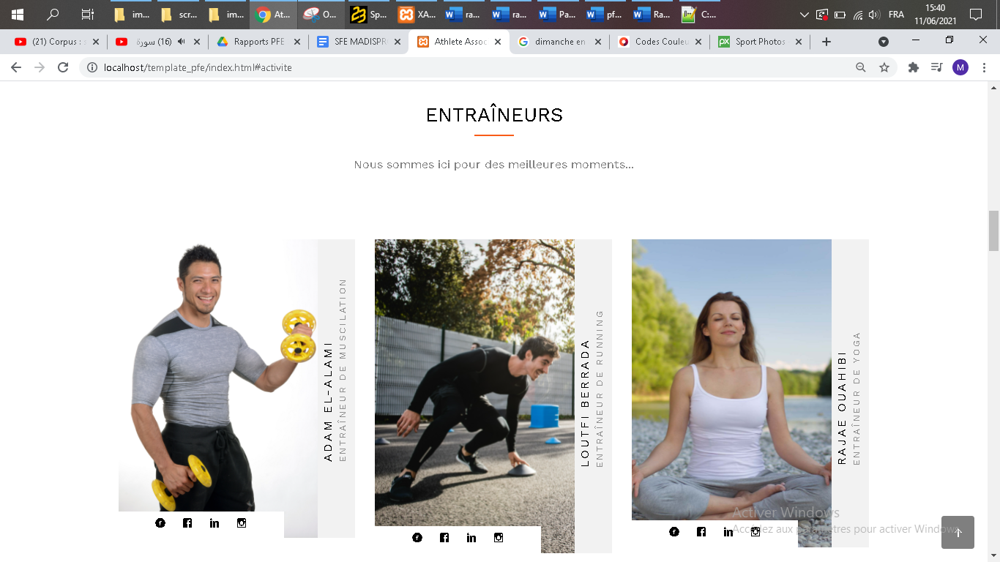 im...
scr...
im...
At...
O...
Sp...
XA...
ra...
ra...
Pa...
pf...
Ra...
C:...
FRA
15:40
11/06/2021
(21) Corpus : s
(16) سورة
Rapports PFE
SFE MADISPR
Athlete Assoc
dimanche en
Codes Couleu
Sport Photos
localhost/template_pfe/index.html#activite
M
ENTRAÎNEURS
Nous sommes ici pour des meilleures moments...
ADAM EL-ALAMI
ENTRAÎNEUR DE MUSCILATION
LOUTFI BERRADA
ENTRAÎNEUR DE RUNNING
RAJAE OUAHIBI
ENTRAÎNEUR DE YOGA
Activer Windows
Accédez aux paramètres pour activer Windows.